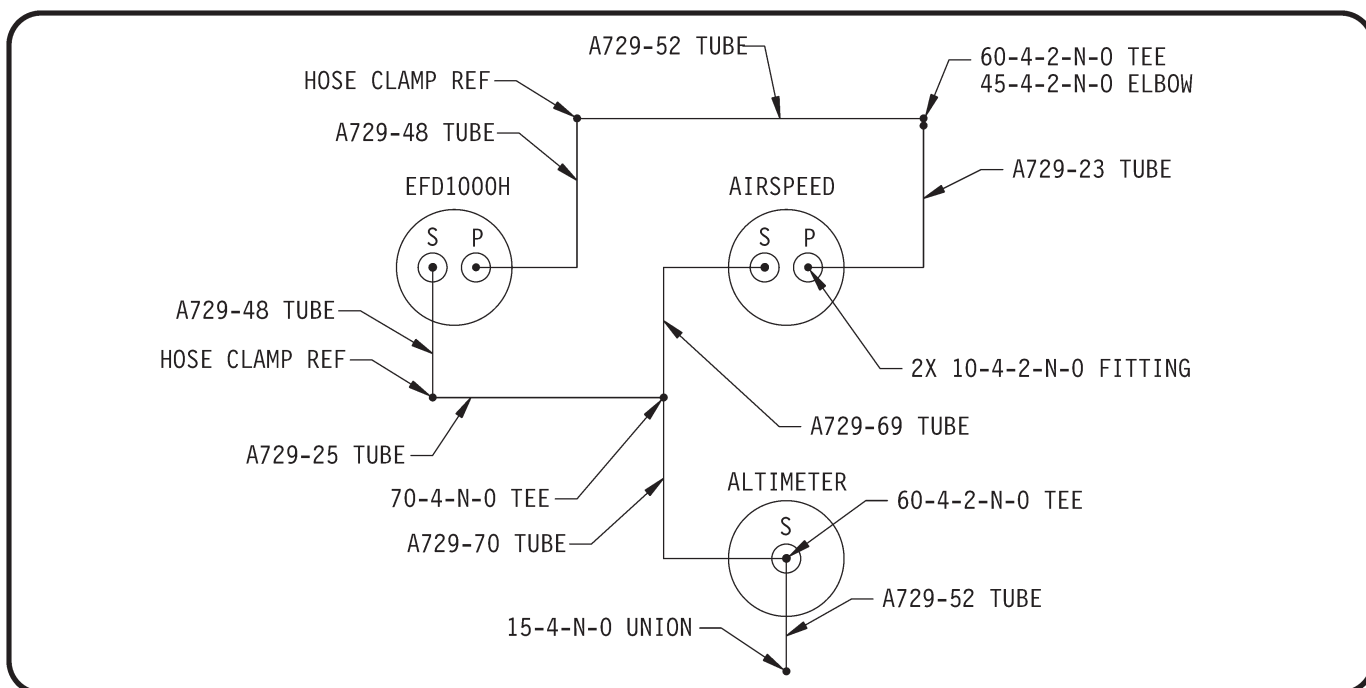 A729-52 TUBE
60-4-2-N-O TEE
45-4-2-N-O ELBOW
HOSE CLAMP REF
A729-48 TUBE
A729-23 TUBE
EFD1000H
AIRSPEED
S P
S P
A729-48 TUBE
HOSE CLAMP REF
2X 10-4-2-N-O FITTING
A729-69 TUBE
A729-25 TUBE
ALTIMETER
70-4-N-O TEE
60-4-2-N-O TEE
S
A729-70 TUBE
A729-52 TUBE
15-4-N-O UNION